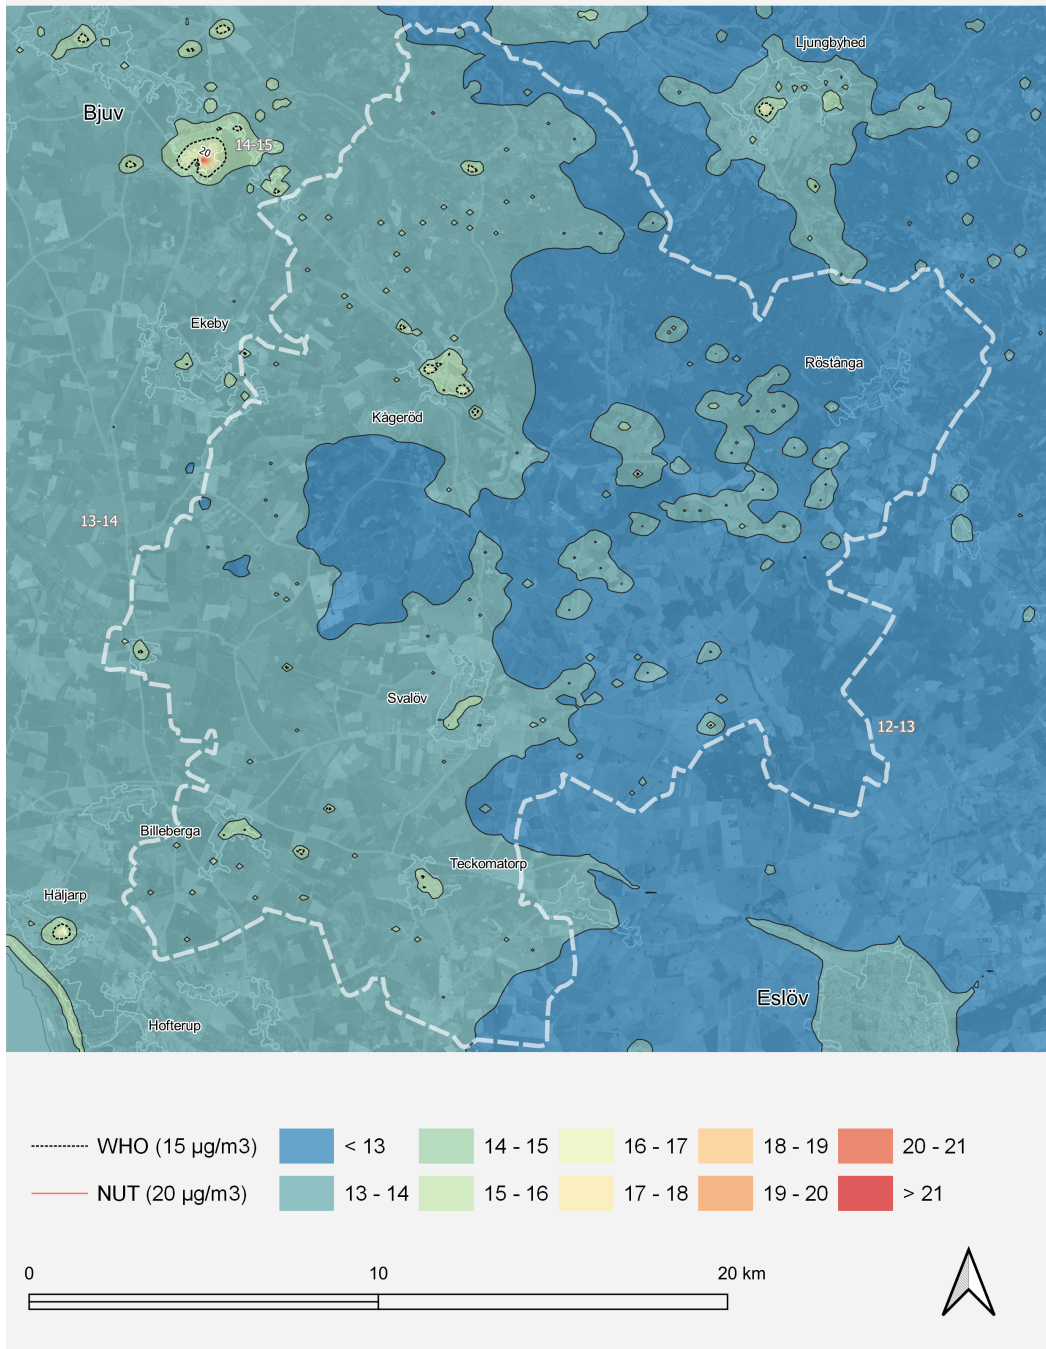 Ljungbyhed
Bjuv
14-15
20
Ekeby
Röstånga
Kågeröd
13-14
Svalöv
12-13
Billeberga
Teckomatorp
Häljarp
Eslöv
Hofterup
WHO (15 µg/m3)
NUT (20 µg/m3)
< 13
13 - 14
14 - 15
15 - 16
16 - 17
17 - 18
18 - 19
19 - 20
20 - 21
> 21
0
10
20 km